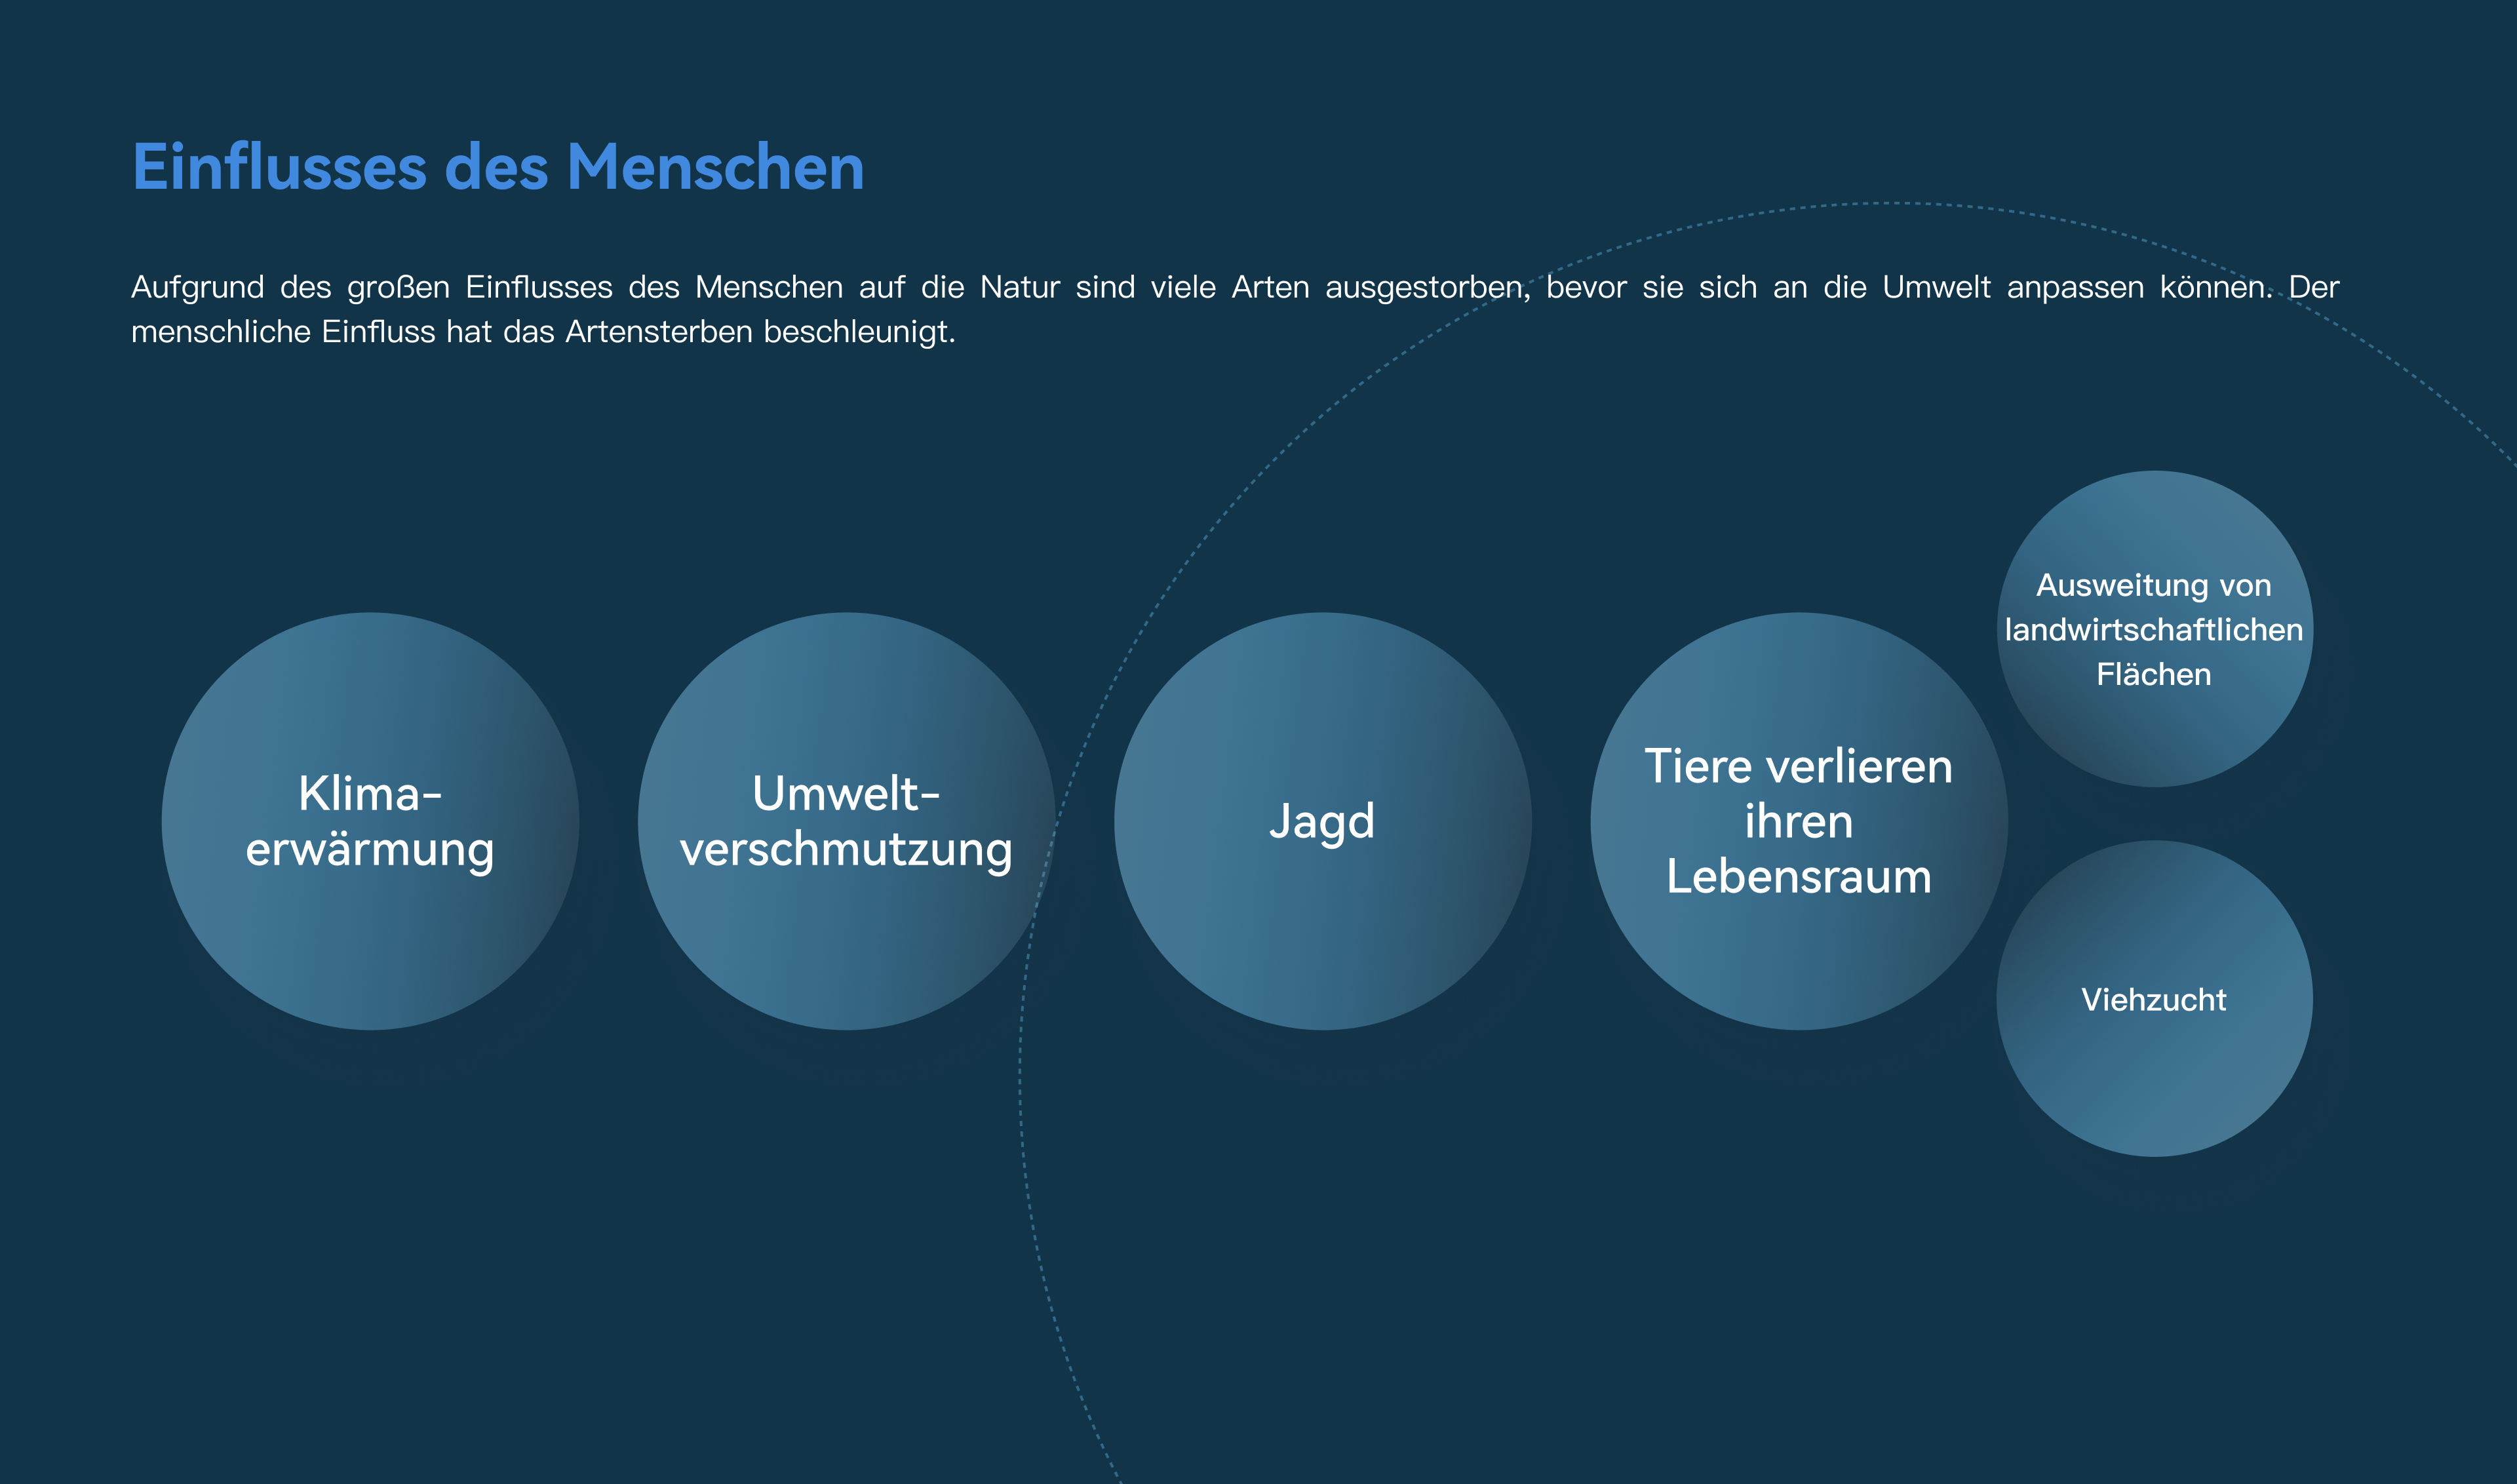 Einflusses des Menschen
Aufgrund des großen Einflusses des Menschen auf die Natur sind viele Arten ausgestorben, bevor sie sich an die Umwelt anpassen können. Der
menschliche Einfluss hat das Artensterben beschleunigt.
Klima-
erwärmung
Umwelt-
verschmutzung
Jagd
Tiere verlieren
ihren
Lebensraum
Ausweitung von
landwirtschaftlichen
Flächen
Viehzucht